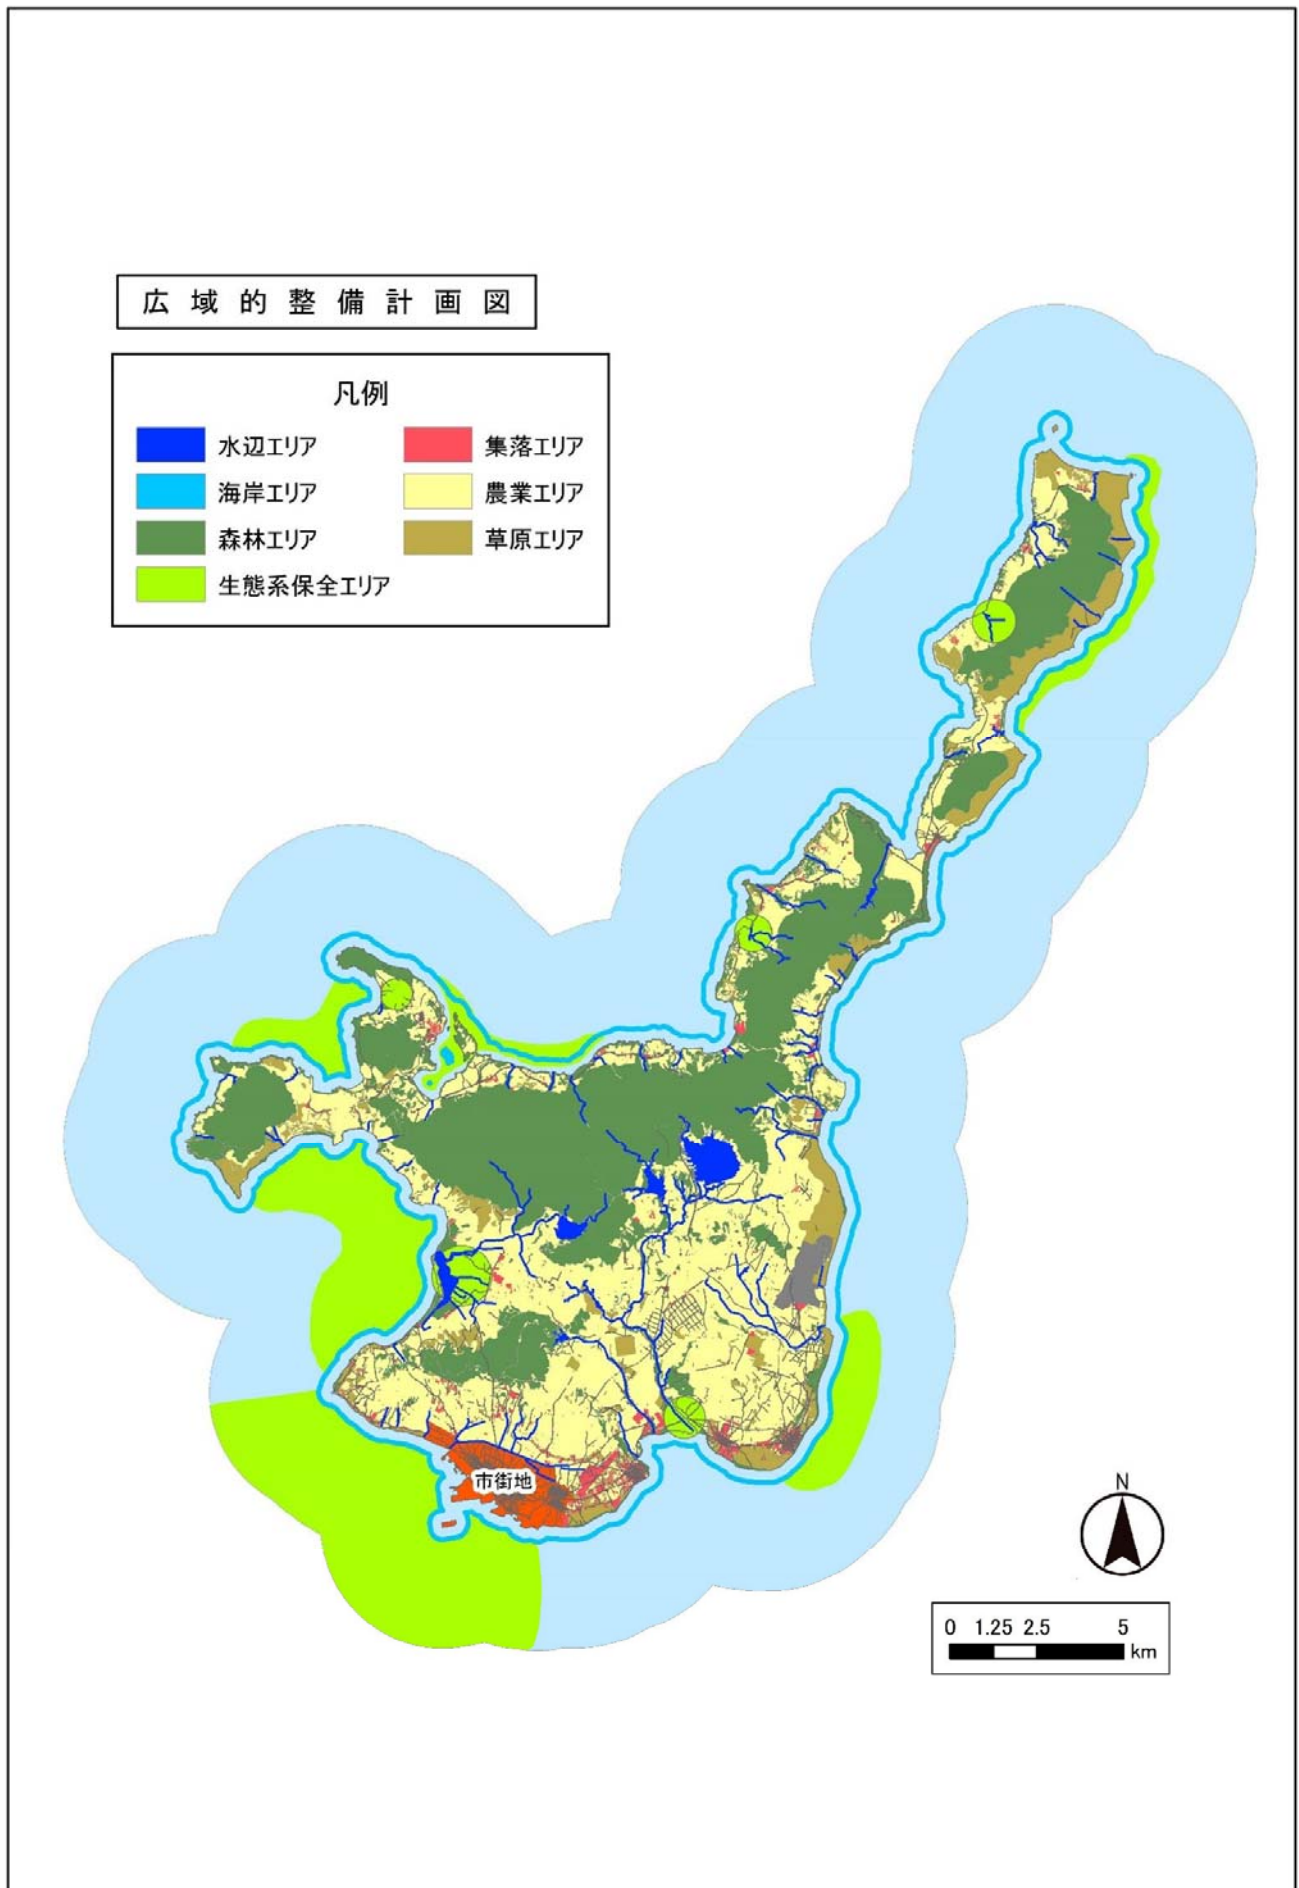 広域的整備計画図
凡例
水辺エリア
集落エリア
海岸エリア
農業エリア
森林エリア
草原エリア
生態系保全エリア
市街地
N
0 1.25 2.5 5
km